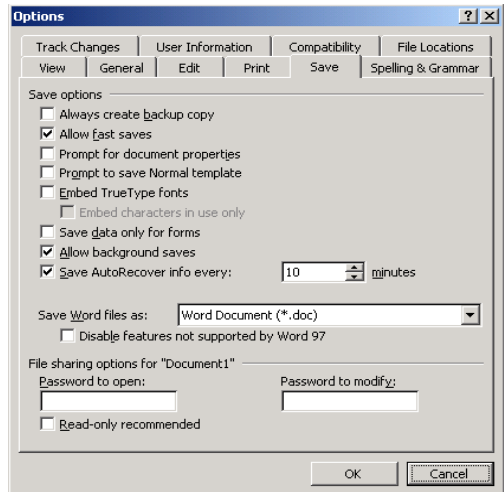 Options
Track Changes User Information Compatibility File Locations
View General Edit Print Save Spelling & Grammar
Save options
Always create backup copy
Allow fast saves
Prompt for document properties
Prompt to save Normal template
Embed TrueType fonts
Embed characters in use only
Save data only for forms
Allow background saves
Save AutoRecover info every: 10 minutes
Save Word files as: Word Document (*.doc)
Disable features not supported by Word 97
File sharing options for "Document1"
Password to open: Password to modify:
Read-only recommended
OK Cancel